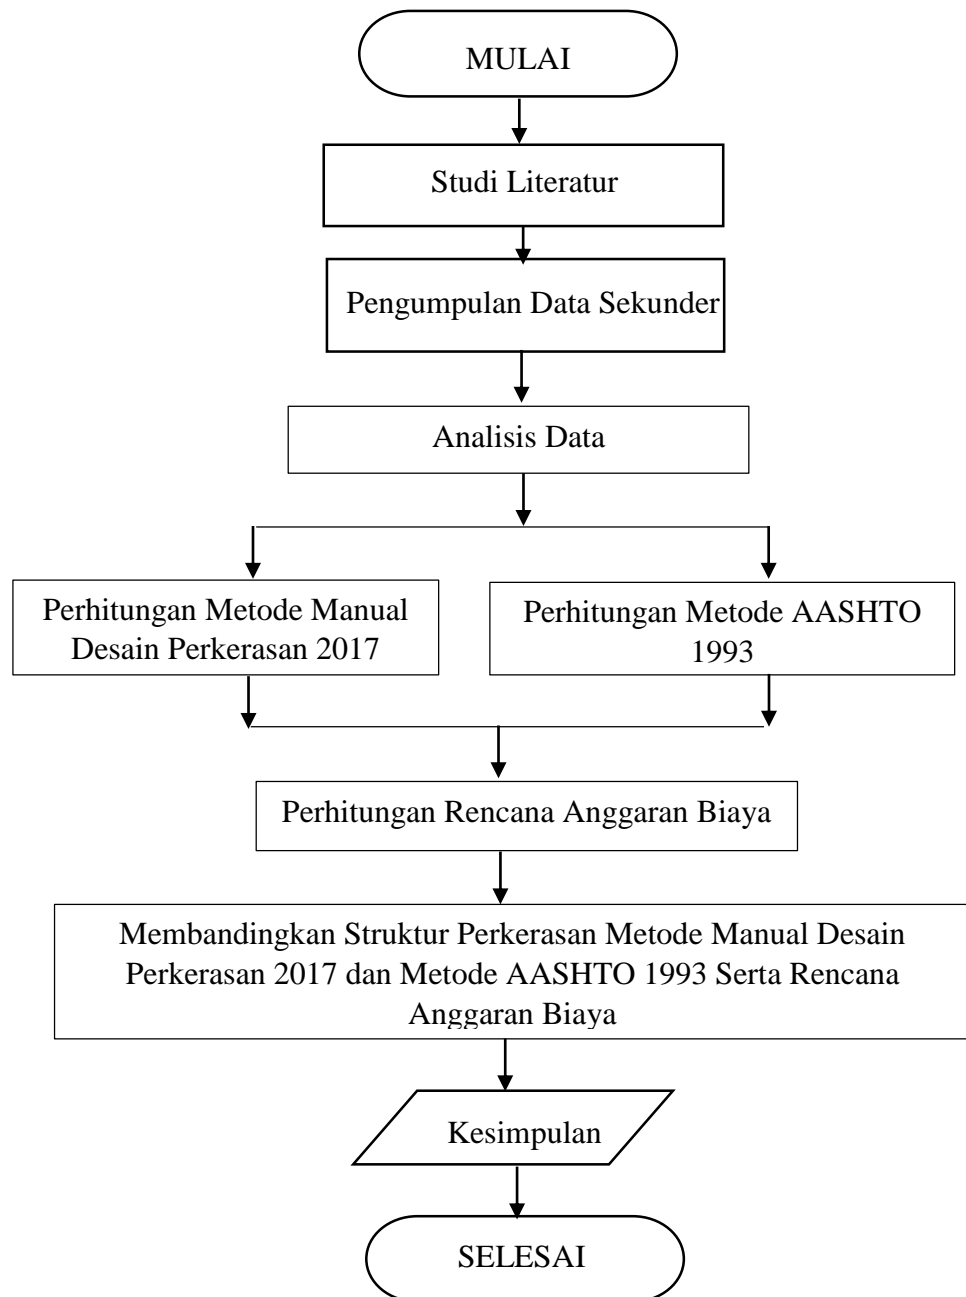 MULAI
Studi Literatur
Pengumpulan Data Sekunder
Analisis Data
Perhitungan Metode Manual
Desain Perkerasan 2017
Perhitungan Metode AASHTO
1993
Perhitungan Rencana Anggaran Biaya
Membandingkan Struktur Perkerasan Metode Manual Desain
Perkerasan 2017 dan Metode AASHTO 1993 Serta Rencana
Anggaran Biaya
Kesimpulan
SELESAI